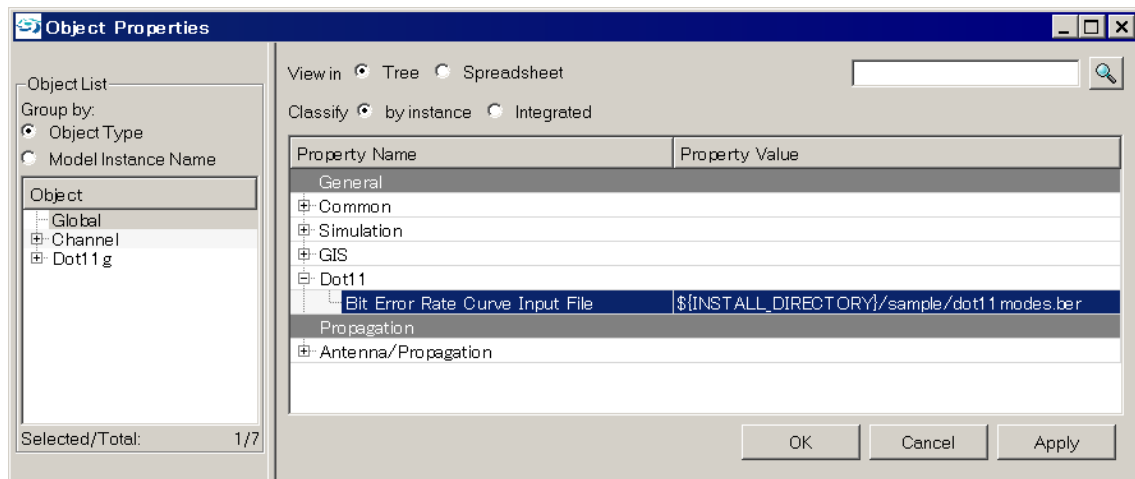 Object Properties
Object List
Group by:
Object Type
Model Instance Name
Object
Global
Channel
Dot11g
Selected/Total: 1/7
View in Tree Spreadsheet
Classify by instance Integrated
Property Name Property Value
General
Common
Simulation
GIS
Dot11
Bit Error Rate Curve Input File ${INSTALL_DIRECTORY}/sample/dot11modes.ber
Propagation
Antenna/Propagation
OK Cancel Apply